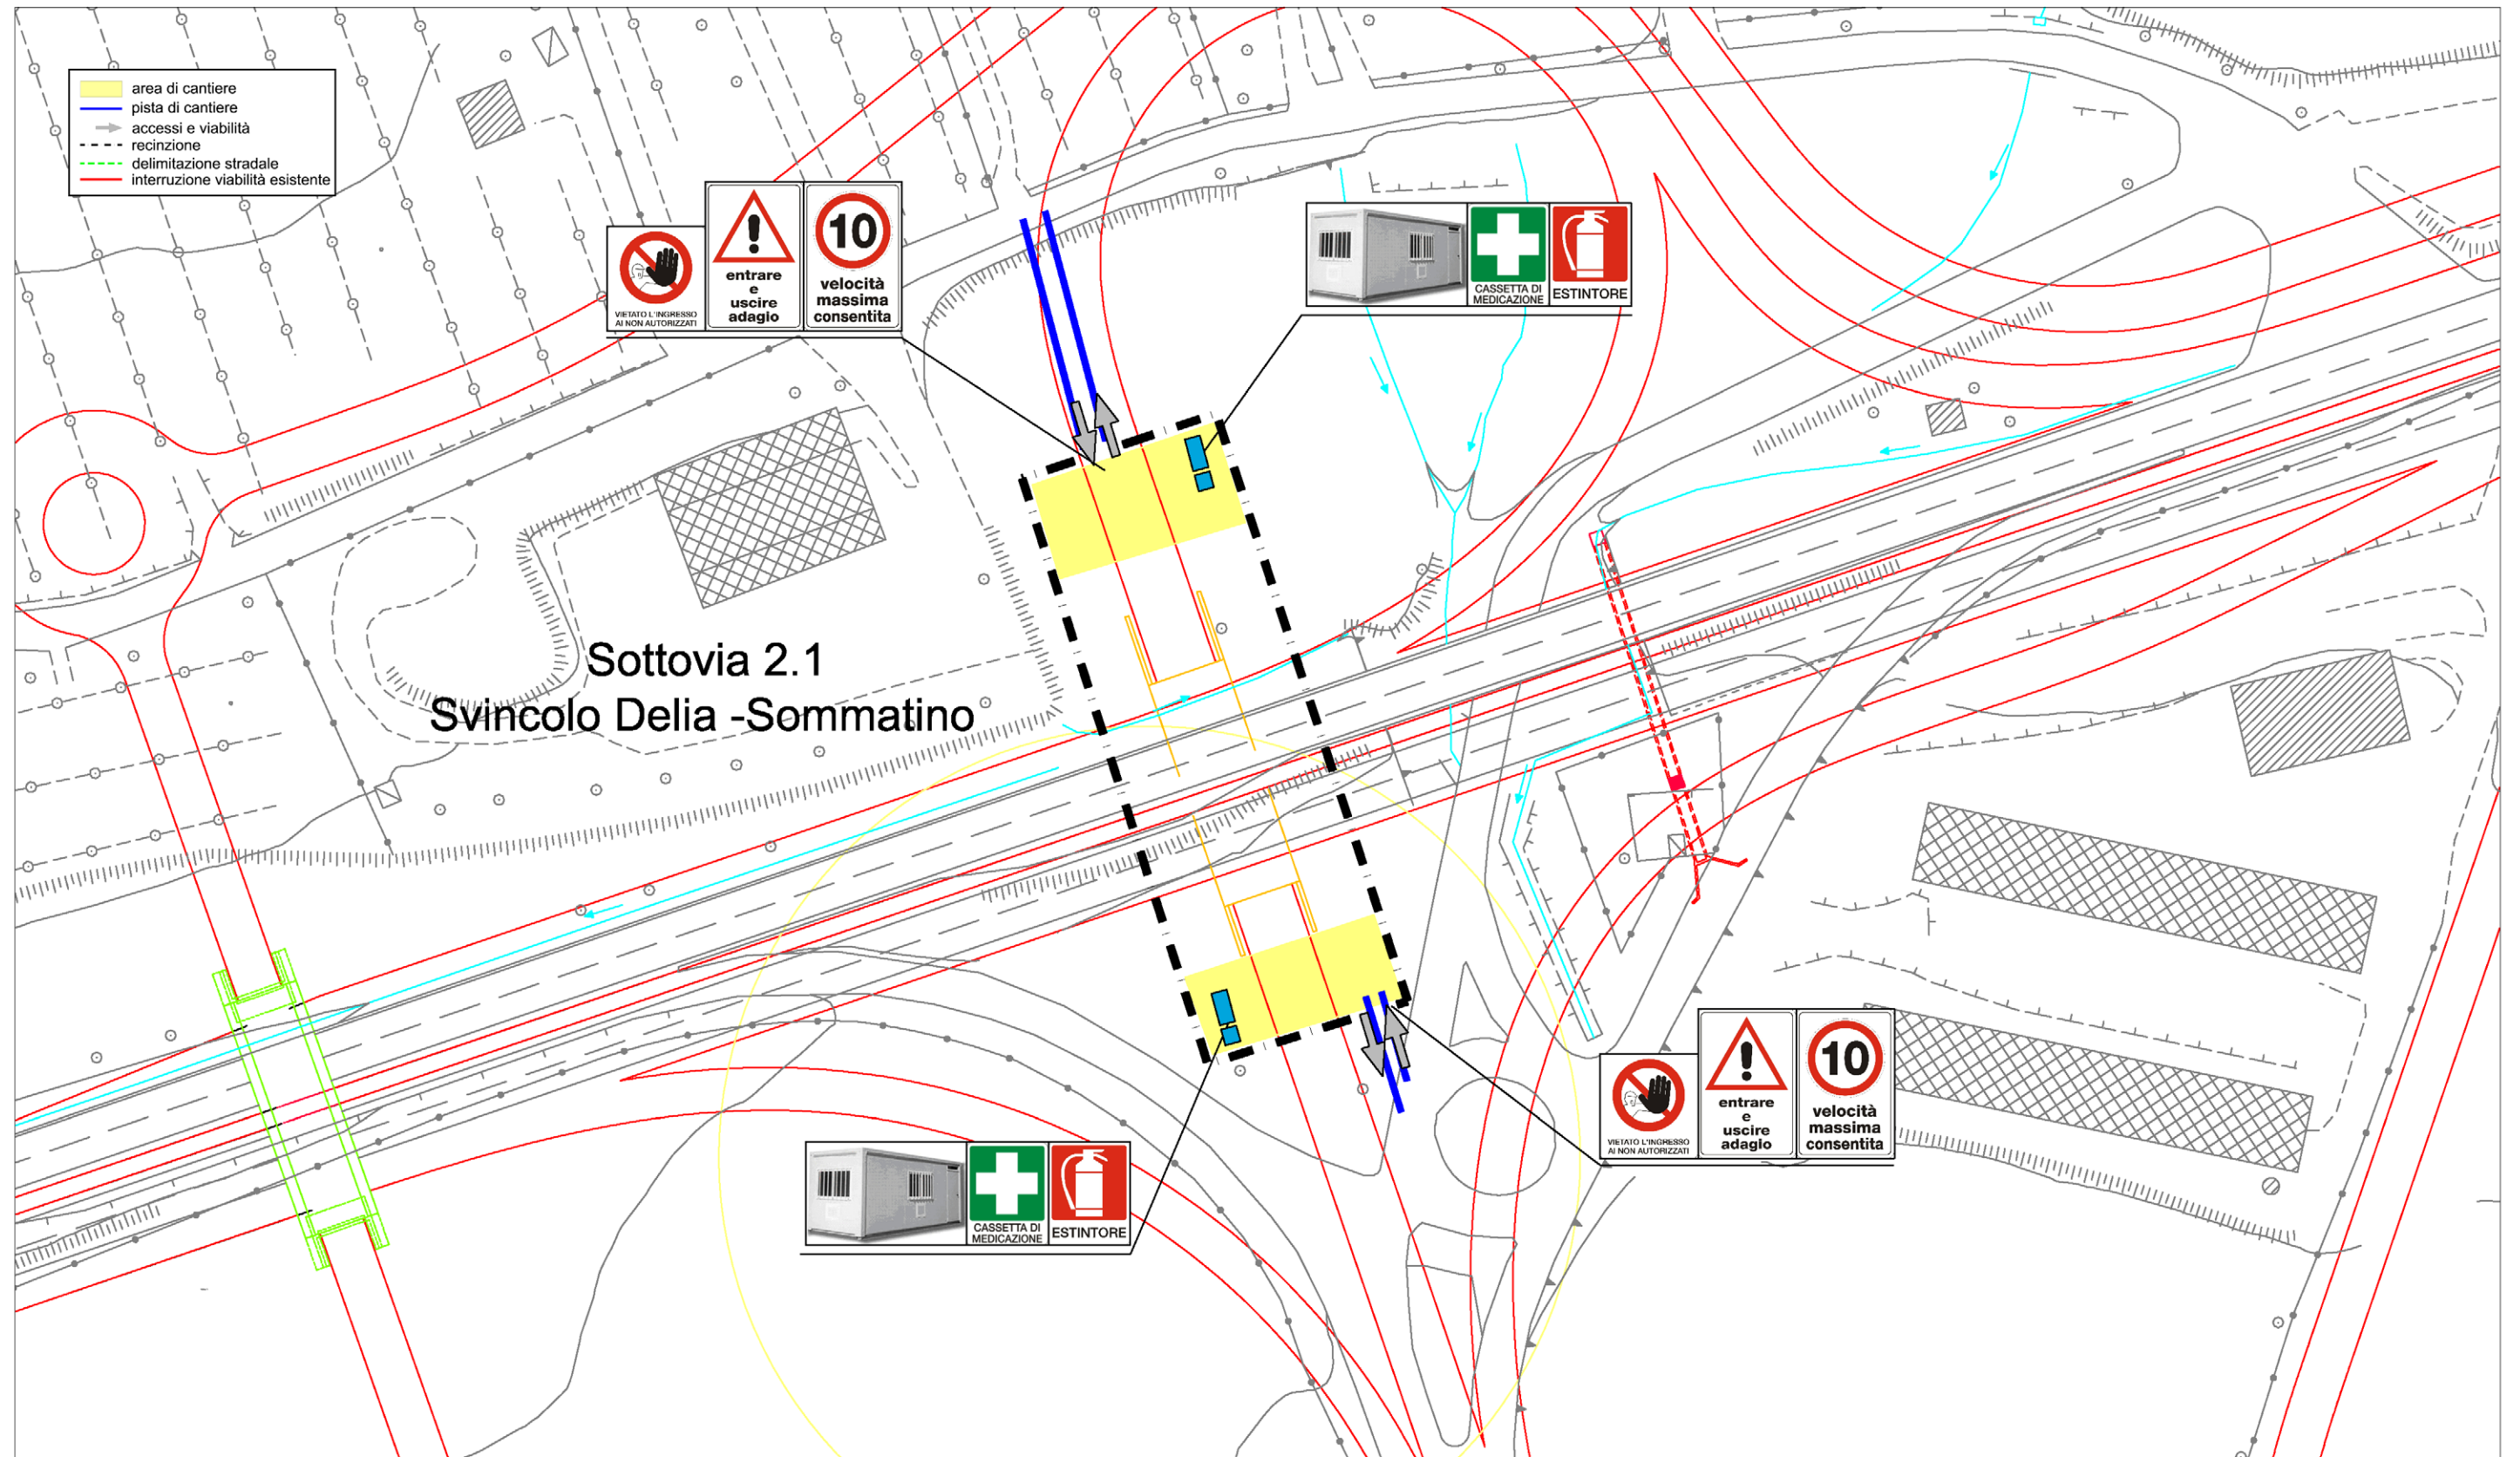 area di cantiere
pista di cantiere
accessi e viabilità
recinzione
delimitazione stradale
interruzione viabilità esistente
VIETATO L'INGRESSO
AI NON AUTORIZZATI
entrare
e
uscire
adagio
10
velocità
massima
consentita
CASSETTA DI
MEDICAZIONE
ESTINTORE
Sottovia 2.1
Svincolo Delia -Sommatino
VIETATO L'INGRESSO
AI NON AUTORIZZATI
entrare
e
uscire
adagio
10
velocità
massima
consentita
CASSETTA DI
MEDICAZIONE
ESTINTORE